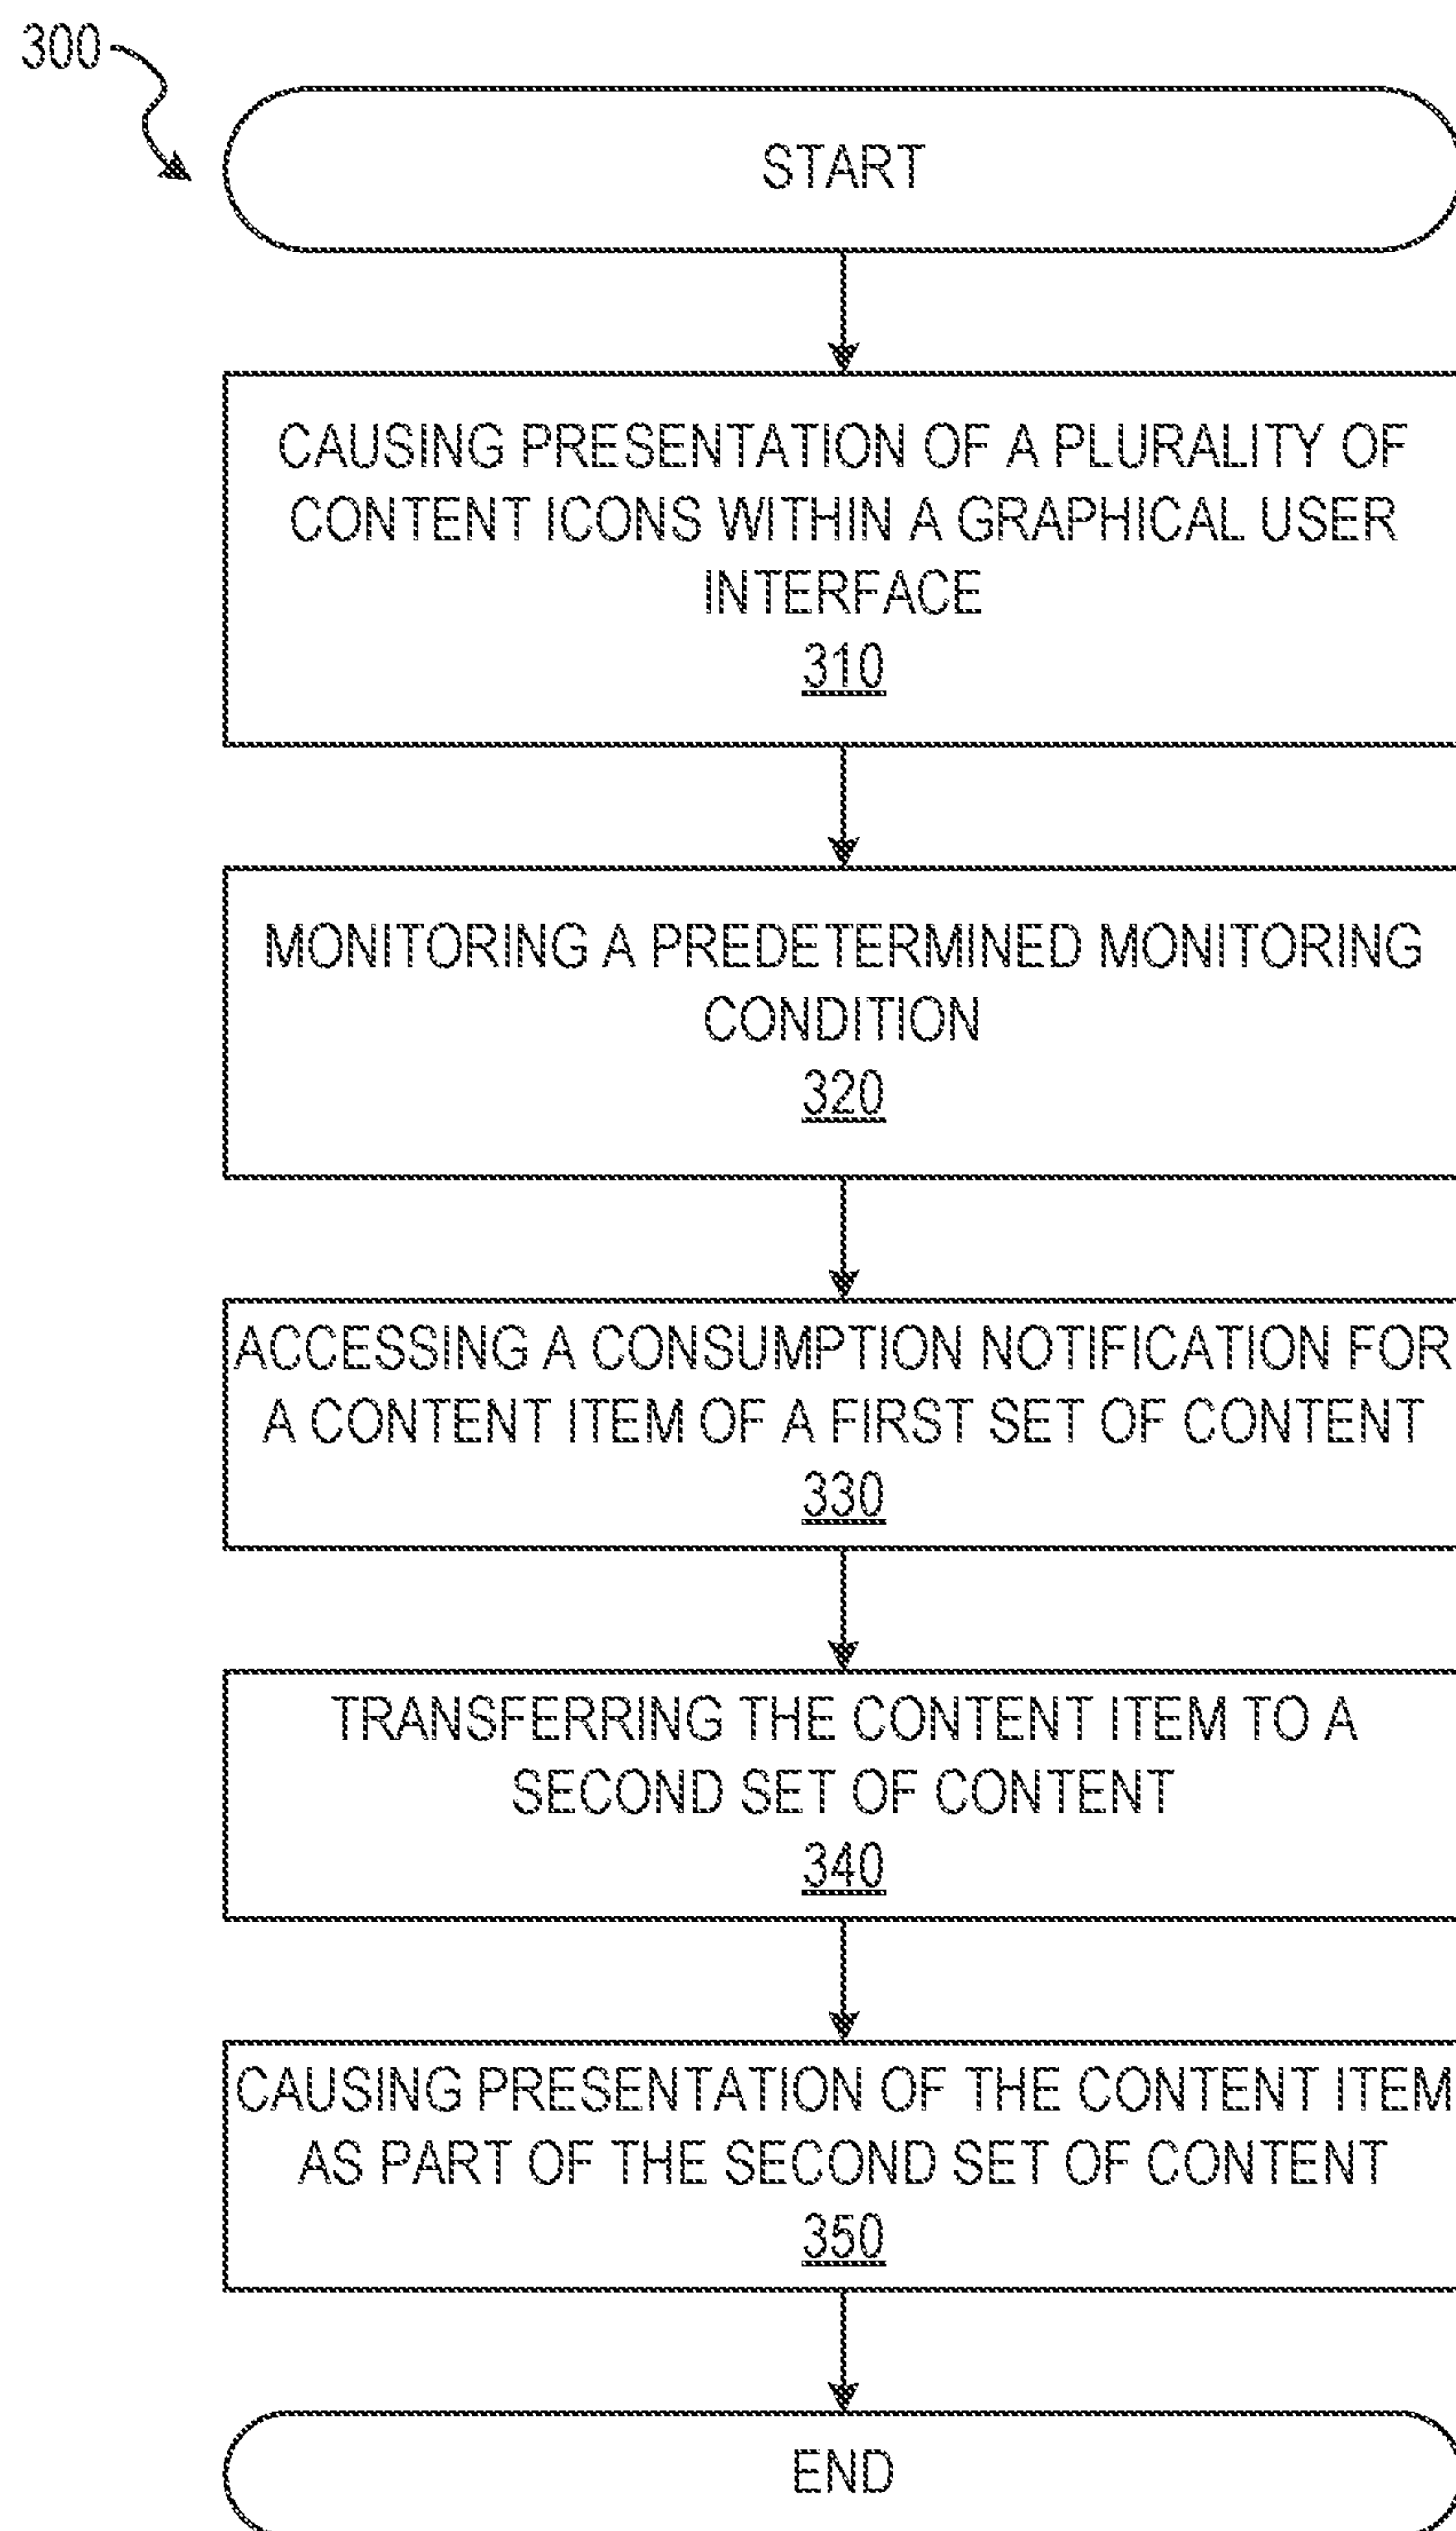 300
START
CAUSING PRESENTATION OF A PLURALITY OF
CONTENT ICONS WITHIN A GRAPHICAL USER
INTERFACE
310
MONITORING A PREDETERMINED MONITORING
CONDITION
320
ACCESSING A CONSUMPTION NOTIFICATION FOR
A CONTENT ITEM OF A FIRST SET OF CONTENT
330
TRANSFERRING THE CONTENT ITEM TO A
SECOND SET OF CONTENT
340
CAUSING PRESENTATION OF THE CONTENT ITEM
AS PART OF THE SECOND SET OF CONTENT
350
END